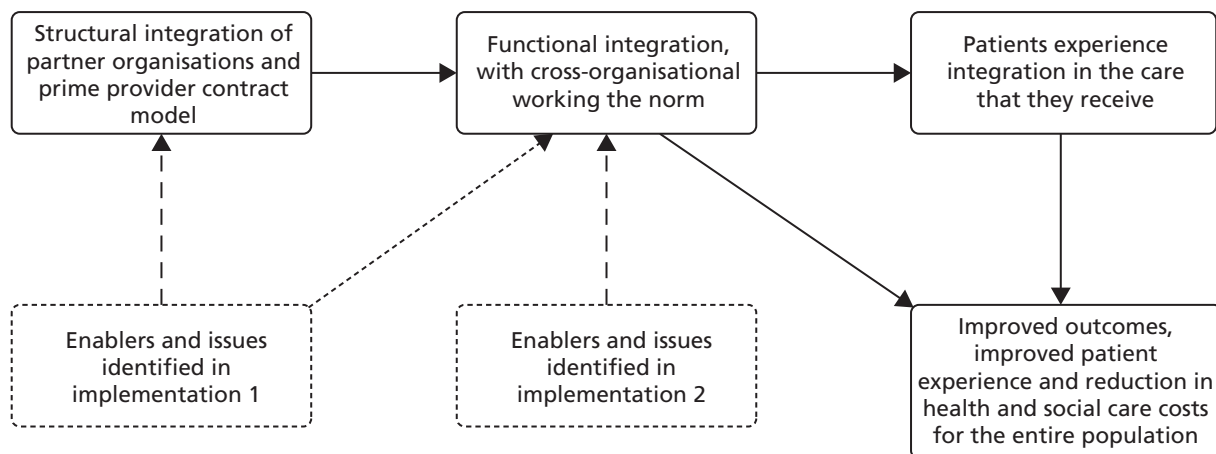 Structural integration of
partner organisations and
prime provider contract
model
Functional integration,
with cross-organisational
working the norm
Patients experience
integration in the care
that they receive
Enablers and issues
identified in
implementation 1
Enablers and issues
identified in
implementation 2
Improved outcomes,
improved patient
experience and reduction in
health and social care costs
for the entire population